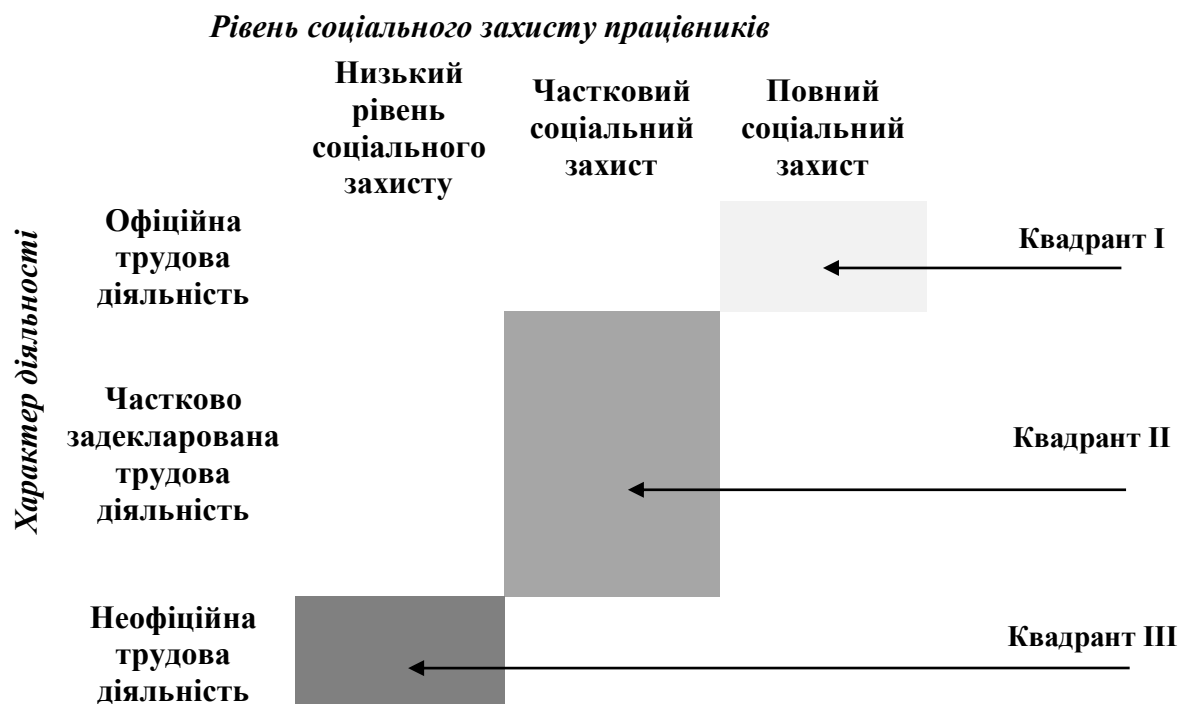 Рівень соціального захисту працівників
Низький
рівень
соціального
захисту
Частковий
соціальний
захист
Повний
соціальний
захист
Характер діяльності
Офіційна
трудова
діяльність
Квадрант I
Частково
задекларована
трудова
діяльність
Квадрант II
Неофіційна
трудова
діяльність
Квадрант III